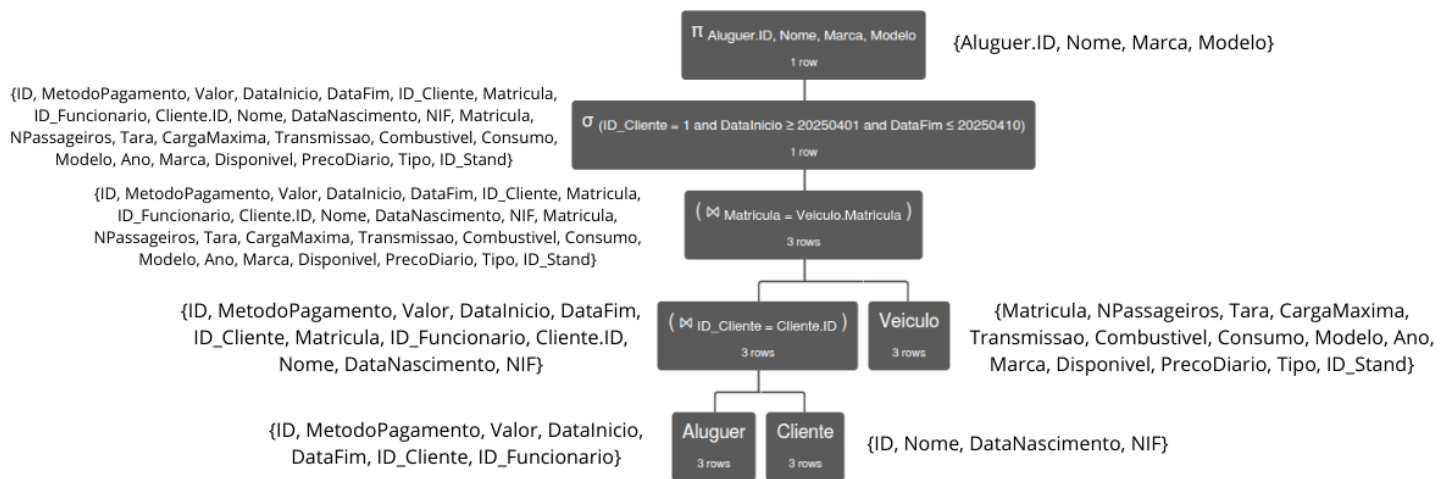 π Aluguer.ID, Nome, Marca, Modelo
1 row
{Aluguer.ID, Nome, Marca, Modelo}
{ID, MetodoPagamento, Valor, DataInicio, DataFim, ID_Cliente, Matricula,
ID_Funcionario, Cliente.ID, Nome, DataNascimento, NIF, Matricula,
NPassageiros, Tara, CargaMaxima, Transmissao, Combustivel, Consumo,
Modelo, Ano, Marca, Disponivel, PrecoDiario, Tipo, ID_Stand}
σ (ID_Cliente = 1 and DataInicio ≥ 20250401 and DataFim ≤ 20250410)
1 row
{ID, MetodoPagamento, Valor, DataInicio, DataFim, ID_Cliente, Matricula,
ID_Funcionario, Cliente.ID, Nome, DataNascimento, NIF, Matricula,
NPassageiros, Tara, CargaMaxima, Transmissao, Combustivel, Consumo,
Modelo, Ano, Marca, Disponivel, PrecoDiario, Tipo, ID_Stand}
( ⋈ Matricula = Veiculo.Matricula )
3 rows
{ID, MetodoPagamento, Valor, DataInicio, DataFim,
ID_Cliente, Matricula, ID_Funcionario, Cliente.ID,
Nome, DataNascimento, NIF}
( ⋈ ID_Cliente = Cliente.ID )
3 rows
Veiculo
3 rows
{Matricula, NPassageiros, Tara, CargaMaxima,
Transmissao, Combustivel, Consumo, Modelo, Ano,
Marca, Disponivel, PrecoDiario, Tipo, ID_Stand}
{ID, MetodoPagamento, Valor, DataInicio,
DataFim, ID_Cliente, ID_Funcionario}
Aluguer
3 rows
Cliente
3 rows
{ID, Nome, DataNascimento, NIF}